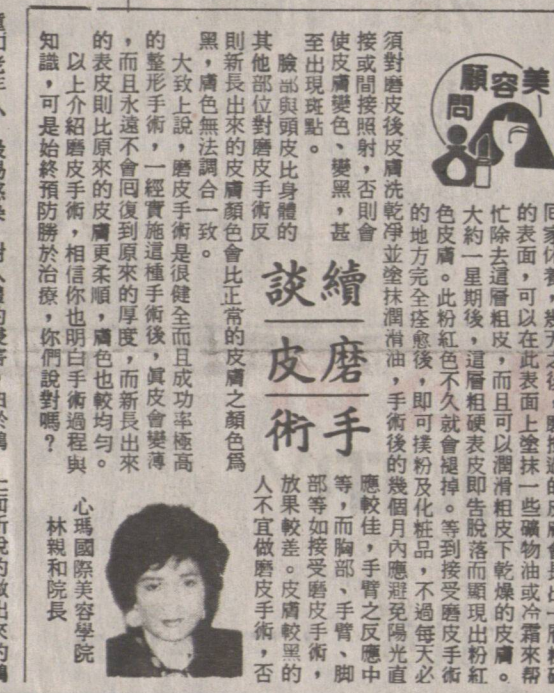 美容顧問
續談
磨皮
手術
的表面，可以在此表面上塗抹一些礦物油或冷霜來幫
忙除去這層粗皮，而且可以潤滑粗皮下乾燥的皮膚。
大約一星期後，這層粗硬表皮即告脫落而顯現出粉紅
色皮膚。此粉紅色不久就會褪掉。等到接受磨皮手術
的地方完全痊愈後，即可撲粉及化粧品，不過每天必
須對磨皮後皮膚洗乾淨並塗抹潤滑油，手術後的幾個月內應避免陽光直
接或間接照射，否則會
使皮膚變色、變黑，甚
至出現斑點。
臉部與頭皮比身體的
其他部位對磨皮手術反
應較佳，手臂之反應中
等，而胸部、手臂、脚
部等如接受磨皮手術，
放果較差。皮膚較黑的
人不宜做磨皮手術，否
則新長出來的皮膚顏色會比正常的皮膚之顏色爲
黑，膚色無法調合一致。
大致上說，磨皮手術是很健全而且成功率極高
的整形手術，一經實施這種手術後，眞皮會變薄
，而且永遠不會回復到原來的厚度，而新長出來
的表皮則比原來的皮膚更柔順，膚色也較均勻。
以上介紹磨皮手術，相信你也明白手術過程與
知識，可是始終預防勝於治療，你們說對嗎？
心瑪國際美容學院
林親和院長